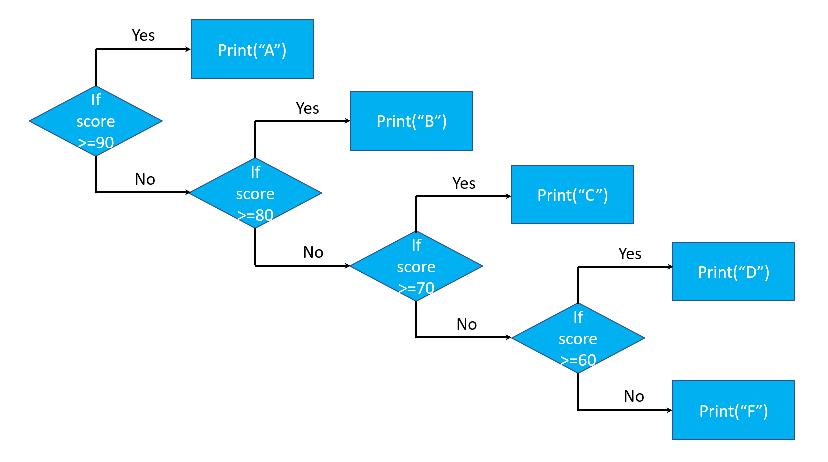 Yes
Print(“A”)
If
score
>=90
No
Yes
Print(“B”)
If
score
>=80
No
Yes
Print(“C”)
If
score
>=70
No
Yes
Print(“D”)
If
score
>=60
No
Print(“F”)